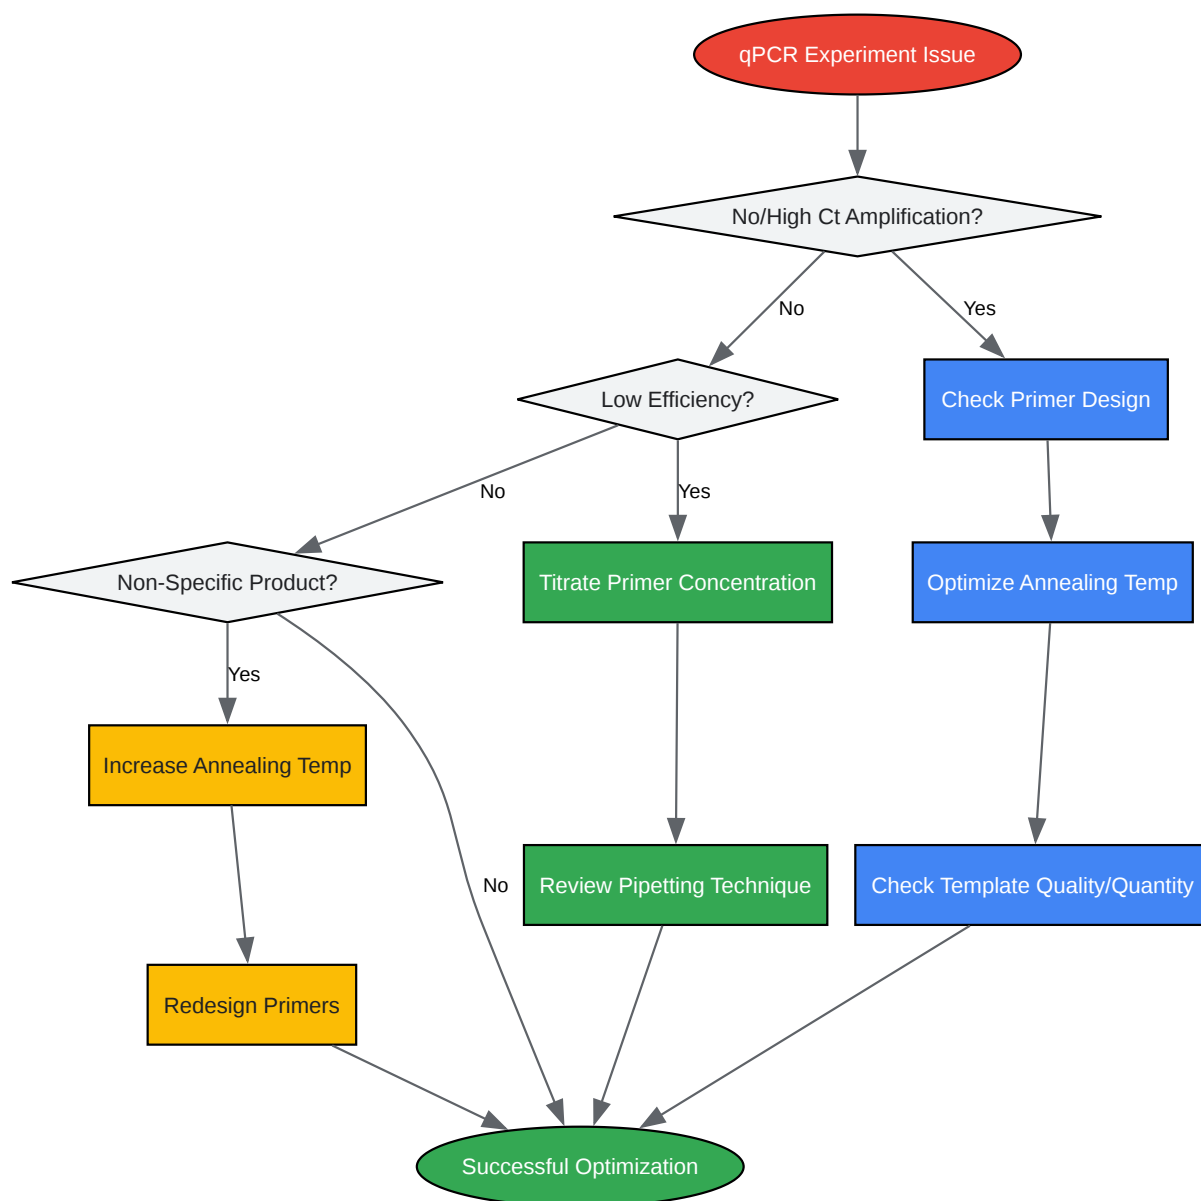 qPCR Experiment Issue
No/High Ct Amplification?
No
Yes
Low Efficiency?
Check Primer Design
No
Yes
Non-Specific Product?
Titrate Primer Concentration
Optimize Annealing Temp
Yes
Increase Annealing Temp
No
Review Pipetting Technique
Check Template Quality/Quantity
Redesign Primers
Successful Optimization